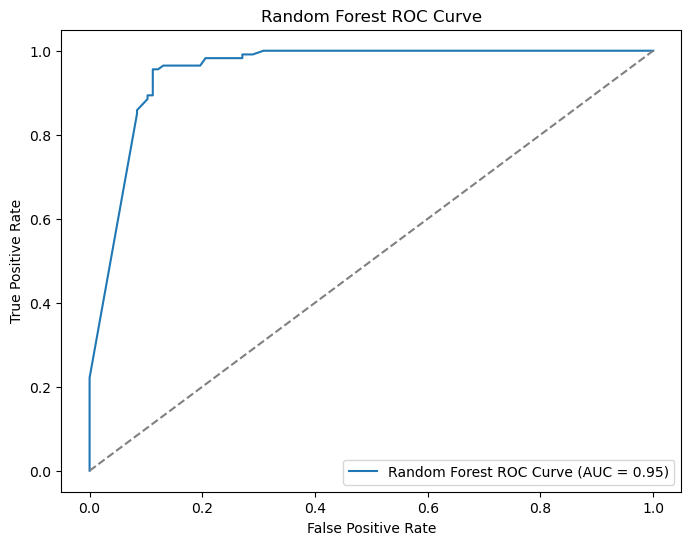 Random Forest ROC Curve
1.0
0.8
0.6
0.4
0.2
0.0
True Positive Rate
Random Forest ROC Curve (AUC = 0.95)
0.0 0.2 0.4 0.6 0.8 1.0
False Positive Rate